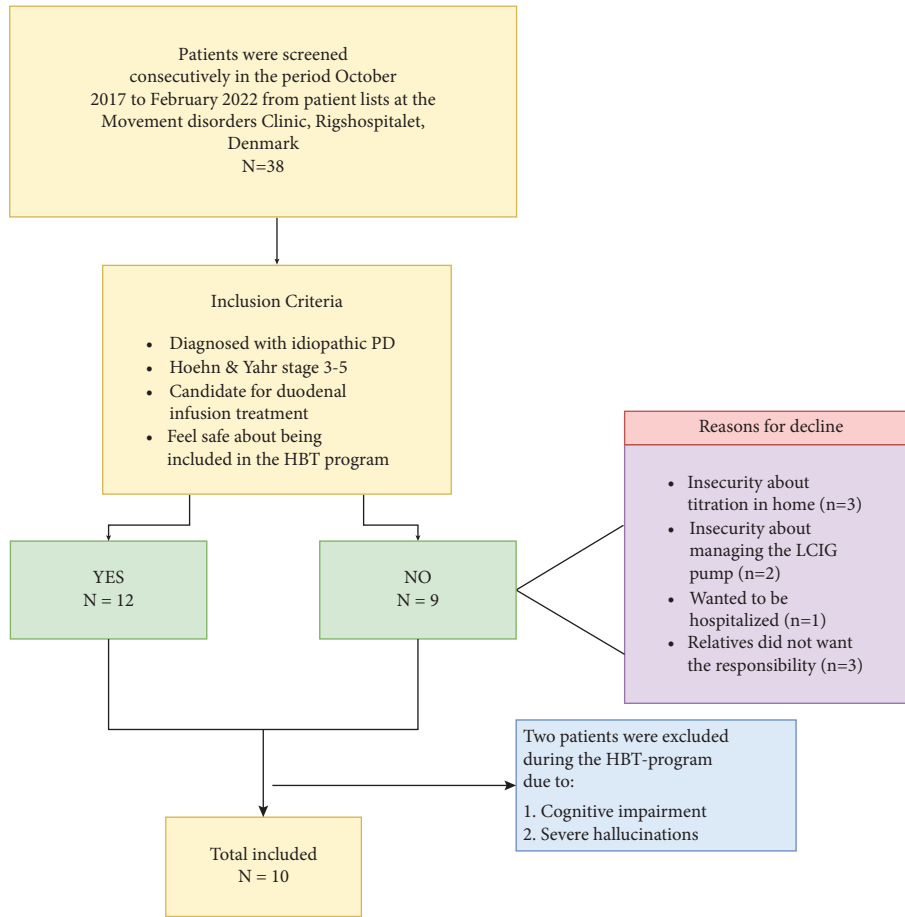 Patients were screened
consecutively in the period October
2017 to February 2022 from patient lists at the
Movement disorders Clinic, Rigshospitalet,
Denmark
N=38
Inclusion Criteria
• Diagnosed with idiopathic PD
• Hoehn & Yahr stage 3-5
• Candidate for duodenal
infusion treatment
• Feel safe about being
included in the HBT program
YES
N = 12
NO
N = 9
Reasons for decline
• Insecurity about
titration in home (n=3)
• Insecurity about
managing the LCIG
pump (n=2)
• Wanted to be
hospitalized (n=1)
• Relatives did not want
the responsibility (n=3)
Two patients were excluded
during the HBT-program
due to:
1. Cognitive impairment
2. Severe hallucinations
Total included
N = 10